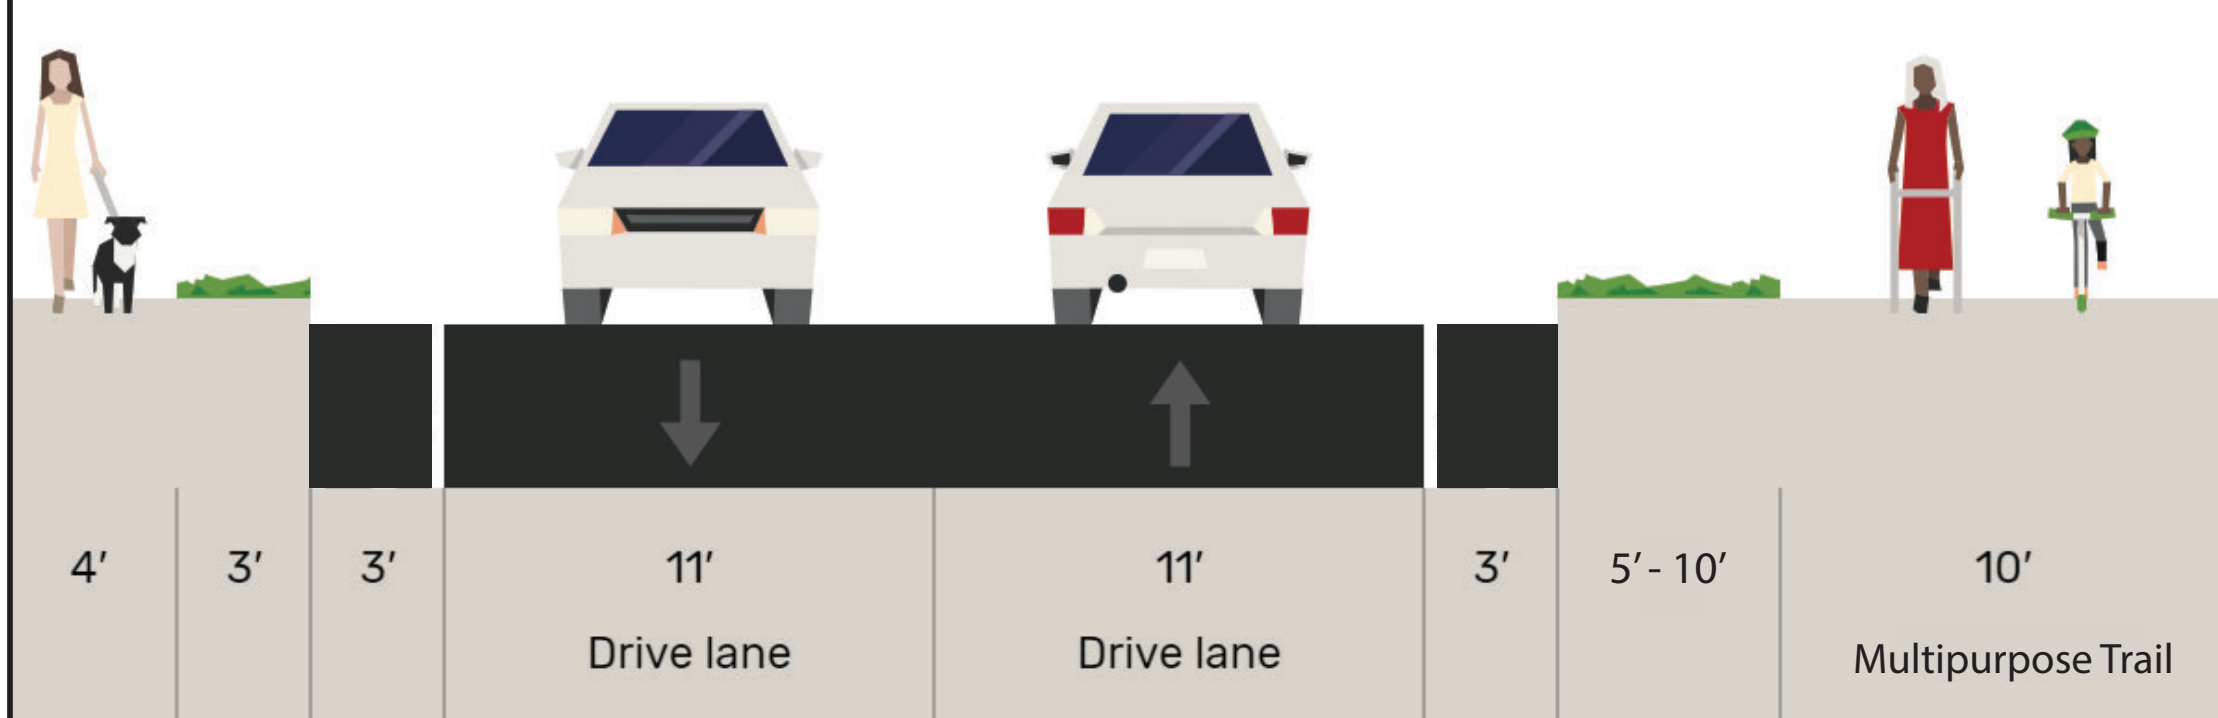 4' 3' 3' 11' 11' 3' 5' - 10' 10'
Drive lane Drive lane Multipurpose Trail